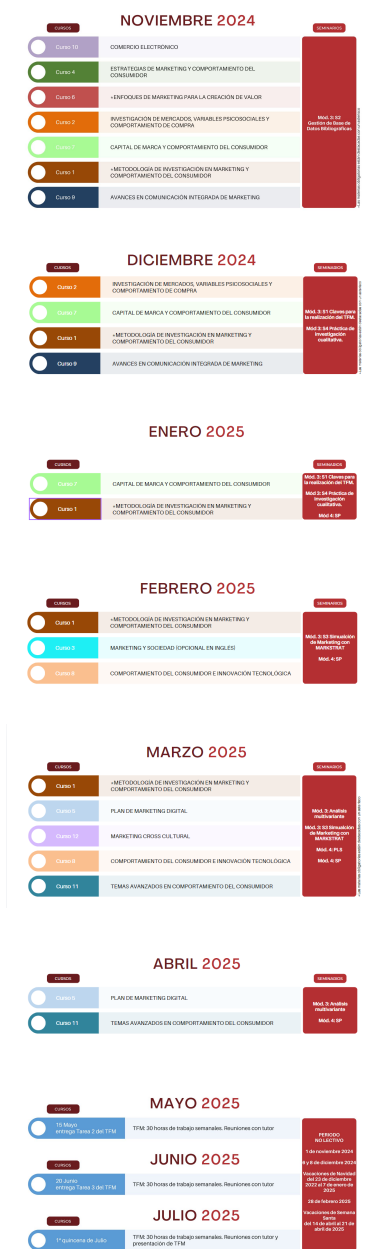 NOVIEMBRE 2024
CURSOS
SEMINARIOS
Curso 10
COMERCIO ELECTRÓNICO
Curso 4
ESTRATEGIAS DE MARKETING Y COMPORTAMIENTO DEL
CONSUMIDOR
Curso 6
+ENFOQUES DE MARKETING PARA LA CREACIÓN DE VALOR
Curso 2
INVESTIGACIÓN DE MERCADOS, VARIABLES PSICOSOCIALES Y
COMPORTAMIENTO DE COMPRA
CAPITAL DE MARCA Y COMPORTAMIENTO DEL CONSUMIDOR
Curso 1
+METODOLOGÍA DE INVESTIGACIÓN EN MARKETING Y
COMPORTAMIENTO DEL CONSUMIDOR
Curso 9
AVANCES EN COMUNICACIÓN INTEGRADA DE MARKETING
Mód. 3: S2
Gestión de Base de
Datos Bibliográficas
DICIEMBRE 2024
CURSOS
SEMINARIOS
Curso 2
INVESTIGACIÓN DE MERCADOS, VARIABLES PSICOSOCIALES Y
COMPORTAMIENTO DE COMPRA
CAPITAL DE MARCA Y COMPORTAMIENTO DEL CONSUMIDOR
Curso 1
+METODOLOGÍA DE INVESTIGACIÓN EN MARKETING Y
COMPORTAMIENTO DEL CONSUMIDOR
Curso 9
AVANCES EN COMUNICACIÓN INTEGRADA DE MARKETING
Mód. 3: S1 Claves para
la realización del TFM.
Mód 3: S4 Práctica de
investigación
cualitativa.
ENERO 2025
CURSOS
SEMINARIOS
CAPITAL DE MARCA Y COMPORTAMIENTO DEL CONSUMIDOR
Curso 1
+METODOLOGÍA DE INVESTIGACIÓN EN MARKETING Y
COMPORTAMIENTO DEL CONSUMIDOR
Mód. 3: S1 Claves para
la realización del TFM.
Mód 3: S4 Práctica de
investigación
cualitativa.
Mód 4: SP
FEBRERO 2025
CURSOS
SEMINARIOS
Curso 1
+METODOLOGÍA DE INVESTIGACIÓN EN MARKETING Y
COMPORTAMIENTO DEL CONSUMIDOR
Curso 3
MARKETING Y SOCIEDAD (OPCIONAL EN INGLÉS)
Curso 8
COMPORTAMIENTO DEL CONSUMIDOR E INNOVACIÓN TECNOLÓGICA
Mód. 3: S3 Simualción
de Marketing con
MARKSTRAT
Mód. 4: SP
MARZO 2025
CURSOS
SEMINARIOS
Curso 1
+METODOLOGÍA DE INVESTIGACIÓN EN MARKETING Y
COMPORTAMIENTO DEL CONSUMIDOR
Curso 5
PLAN DE MARKETING DIGITAL
Curso 12
MARKETING CROSS CULTURAL
Curso 8
COMPORTAMIENTO DEL CONSUMIDOR E INNOVACIÓN TECNOLÓGICA
Curso 11
TEMAS AVANZADOS EN COMPORTAMIENTO DEL CONSUMIDOR
Mód. 3: Análisis
multivariante
Mód. 3: S3 Simualción
de Marketing con
MARKSTRAT
Mód. 4: PLS
Mód. 4: SP
ABRIL 2025
CURSOS
SEMINARIOS
Curso 5
PLAN DE MARKETING DIGITAL
Curso 11
TEMAS AVANZADOS EN COMPORTAMIENTO DEL CONSUMIDOR
Mód. 3: Análisis
multivariante
Mód. 4: SP
MAYO 2025
CURSOS
15 Mayo
entrega Tarea 2 del TFM
TFM: 30 horas de trabajo semanales. Reuniones con tutor
JUNIO 2025
CURSOS
20 Junio
entrega Tarea 3 del TFM
TFM: 30 horas de trabajo semanales. Reuniones con tutor
JULIO 2025
CURSOS
1ª quincena de Julio
TFM: 30 horas de trabajo semanales. Reuniones con tutor y
presentación de TFM
PERIODO
NO LECTIVO
1 de noviembre 2024
6 y 8 de diciembre 2024
Vacaciones de Navidad
del 23 de diciembre
2022 al 7 de enero de
2025
28 de febrero 2025
Vacaciones de Semana
Santa
del 14 de abril al 21 de
abril de 2025